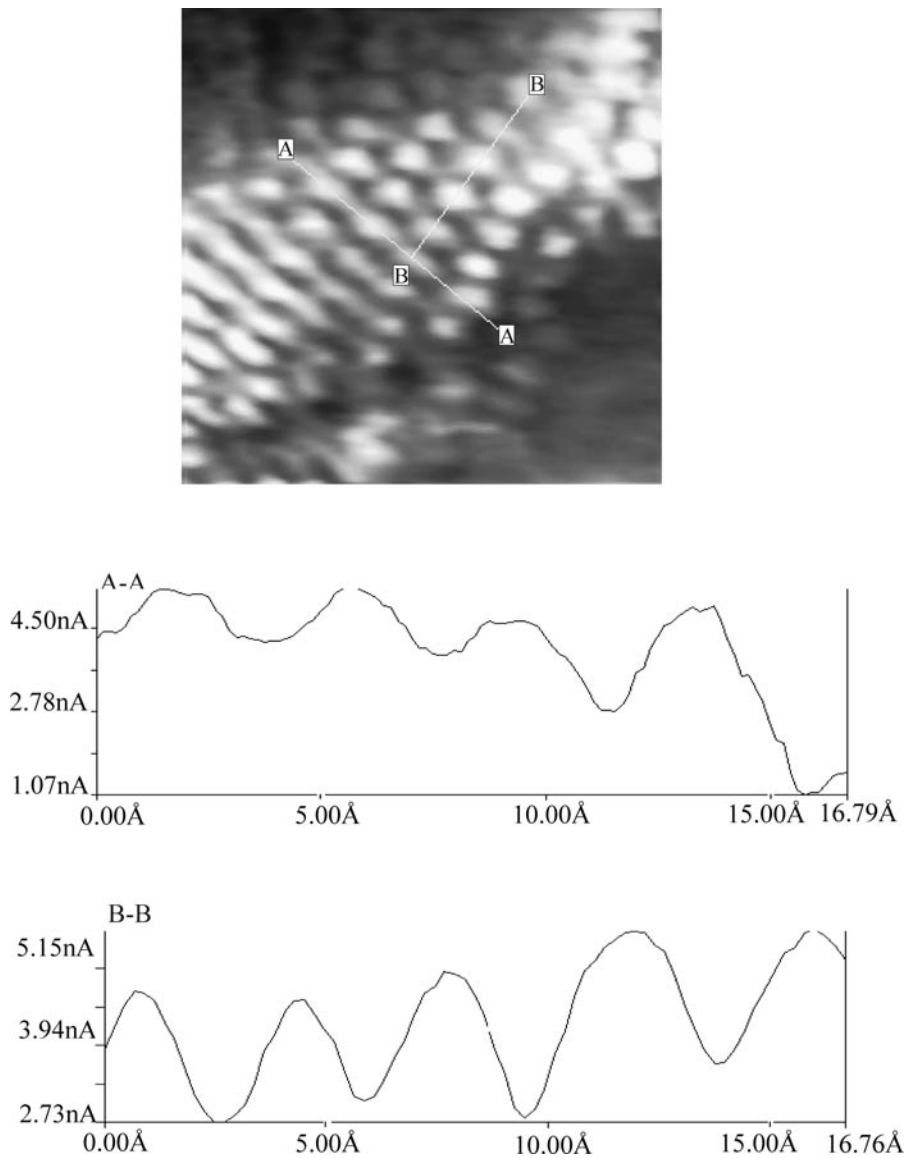 B
A
B
A
A-A
4.50nA
2.78nA
1.07nA
0.00Å 5.00Å 10.00Å 15.00Å 16.79Å
B-B
5.15nA
3.94nA
2.73nA
0.00Å 5.00Å 10.00Å 15.00Å 16.76Å